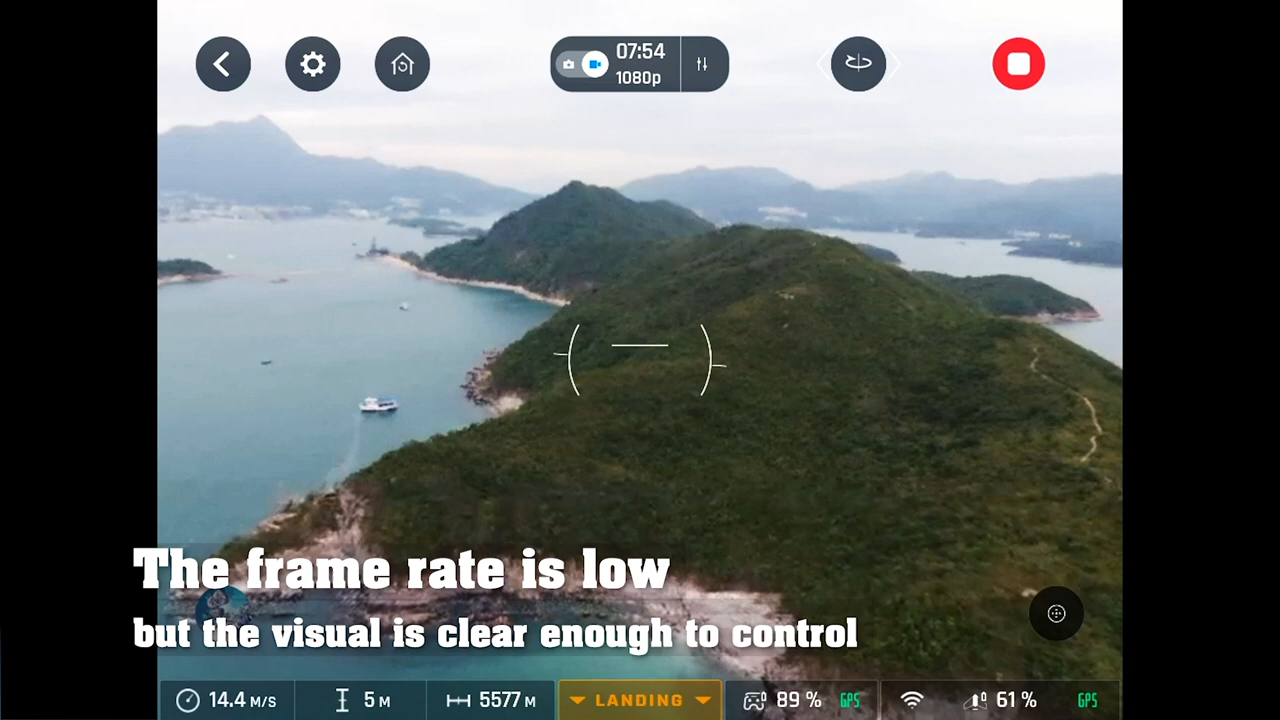 07:54
1080p
The frame rate is low
but the visual is clear enough to control
14.4 M/S
5 M
5577 M
LANDING
89 %
GPS
61 %
GPS